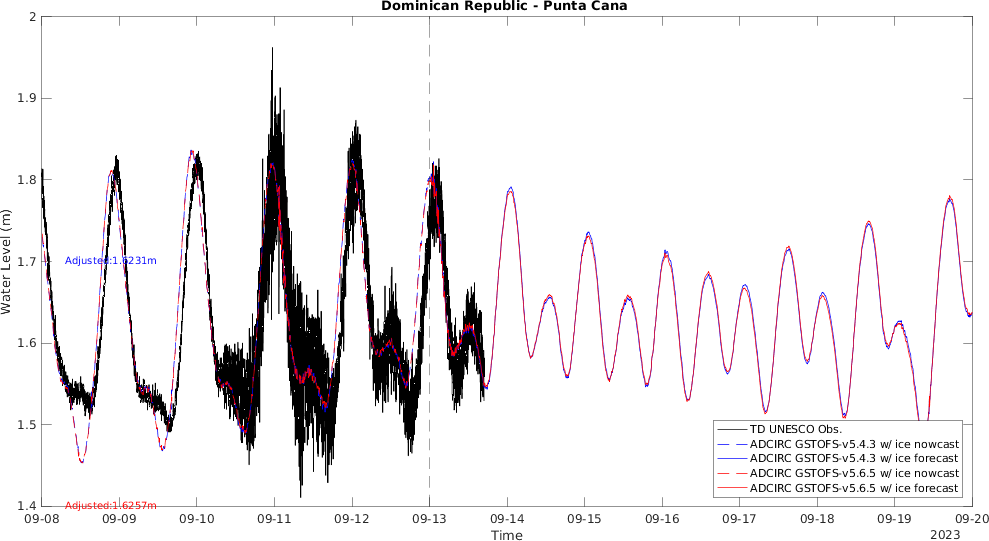 Dominican Republic - Punta Cana
2
1.9
1.8
1.7
1.6
1.5
1.4
Water Level (m)
Adjusted:1.6231m
Adjusted:1.6257m
TD UNESCO Obs.
ADCIRC GSTOFS-v5.4.3 w/ ice nowcast
ADCIRC GSTOFS-v5.4.3 w/ ice forecast
ADCIRC GSTOFS-v5.6.5 w/ ice nowcast
ADCIRC GSTOFS-v5.6.5 w/ ice forecast
09-08 09-09 09-10 09-11 09-12 09-13 09-14 09-15 09-16 09-17 09-18 09-19 09-20
Time
2023